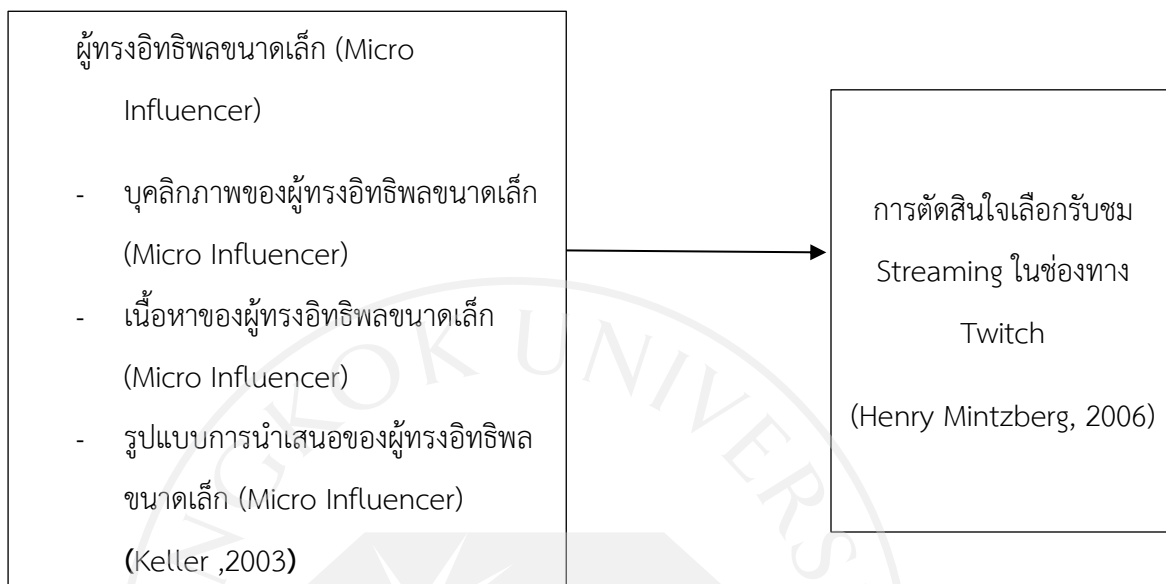 ผู้ทรงอิทธิพลขนาดเล็ก (Micro
Influencer)
- บุคลิกภาพของผู้ทรงอิทธิพลขนาดเล็ก
(Micro Influencer)
- เนื้อหาของผู้ทรงอิทธิพลขนาดเล็ก
(Micro Influencer)
- รูปแบบการนำเสนอของผู้ทรงอิทธิพล
ขนาดเล็ก (Micro Influencer)
(Keller ,2003)
การตัดสินใจเลือกรับชม
Streaming ในช่องทาง
Twitch
(Henry Mintzberg, 2006)
NGKOK UNIVERS